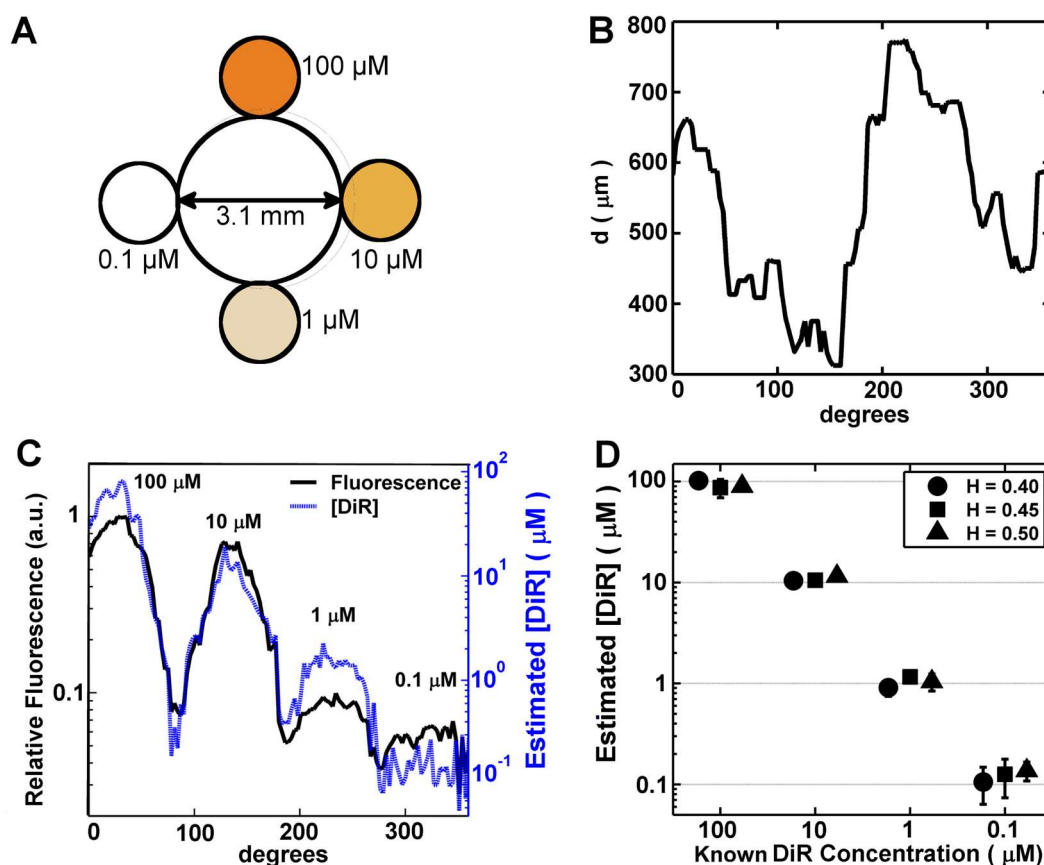 A
100 µM
3.1 mm
0.1 µM
10 µM
1 µM
B
800
700
600
500
400
300
d ( µm)
0
100
200
300
degrees
C
Fluorescence
[DiR]
100 µM
10 µM
1 µM
0.1 µM
1
0.1
Relative Fluorescence (a.u.)
10²
10¹
10⁰
10⁻¹
Estimated [DiR] ( µM)
0
100
200
300
degrees
D
H = 0.40
H = 0.45
H = 0.50
100
10
1
0.1
Estimated [DiR] ( µM )
100
10
1
0.1
Known DiR Concentration ( µM)